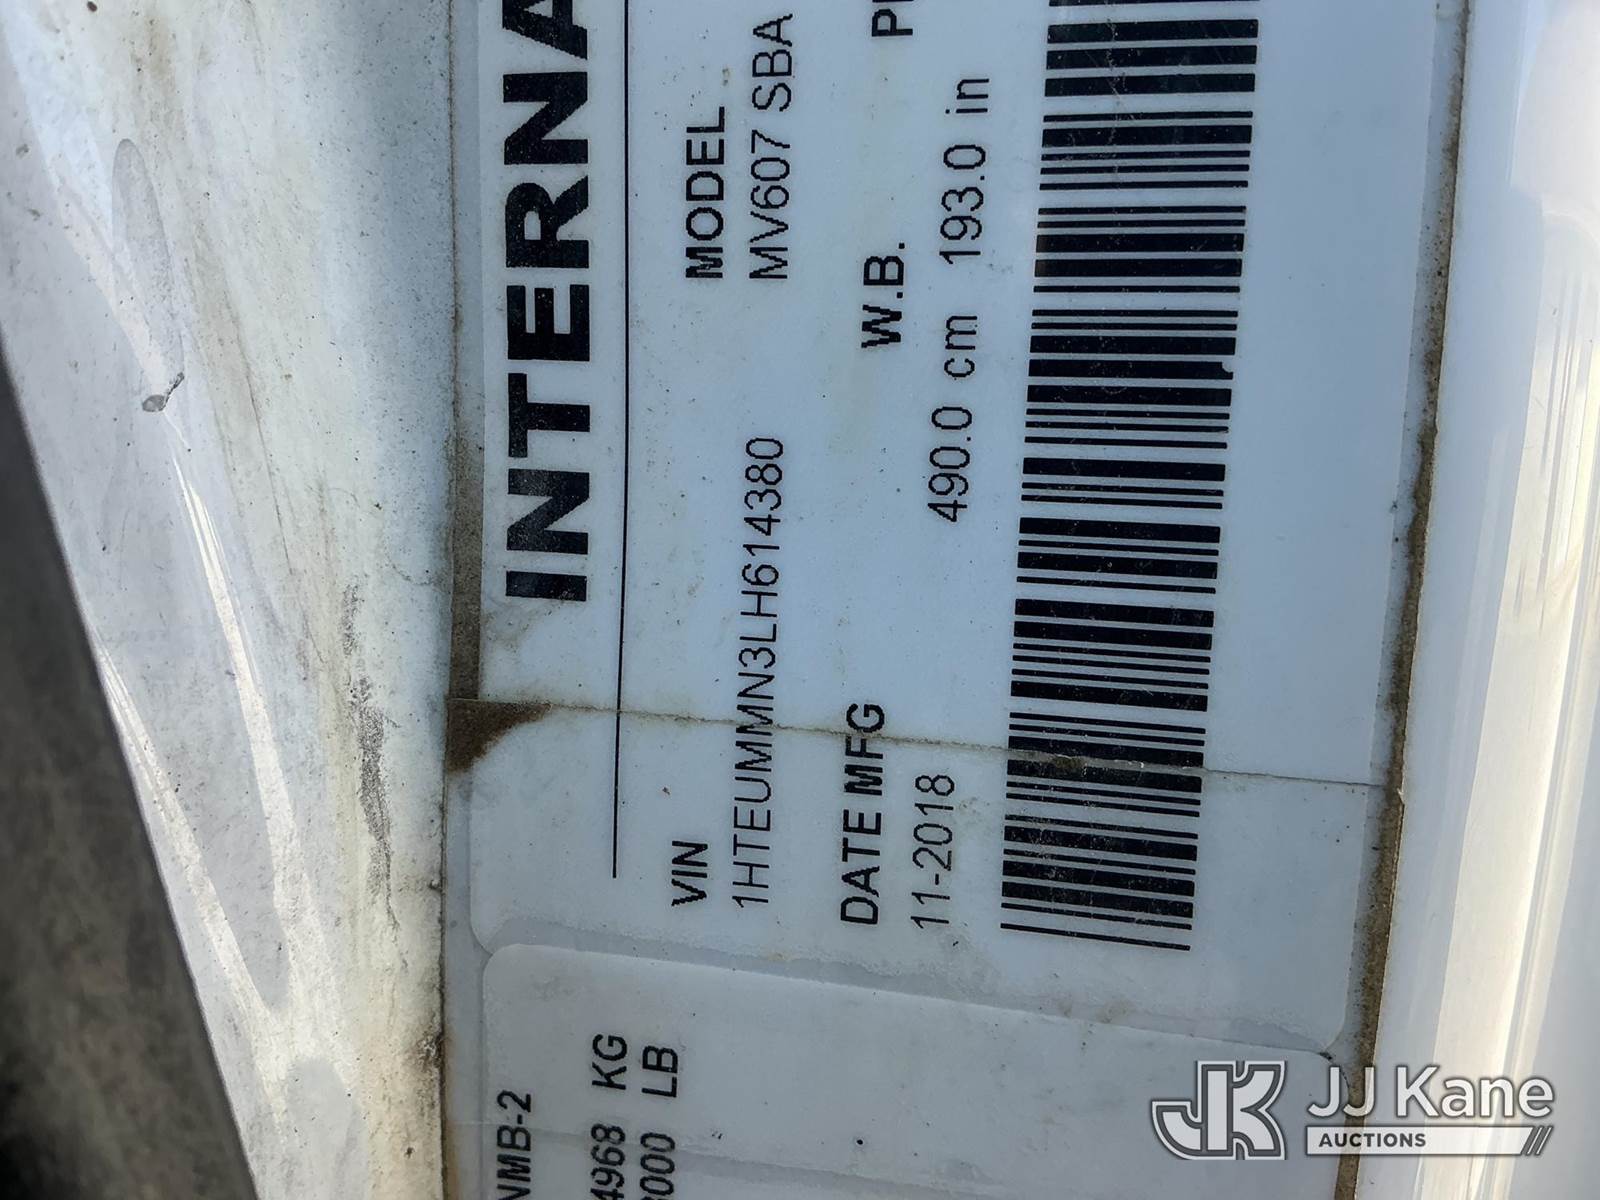 INTERNA
VIN MODEL
1HTEUMMN3LH614380 MV607 SBA
DATE MFG W.B.
11-2018 490.0 cm 193.0 in
NMB-2
4968 KG
000 LB
JJ Kane
AUCTIONS